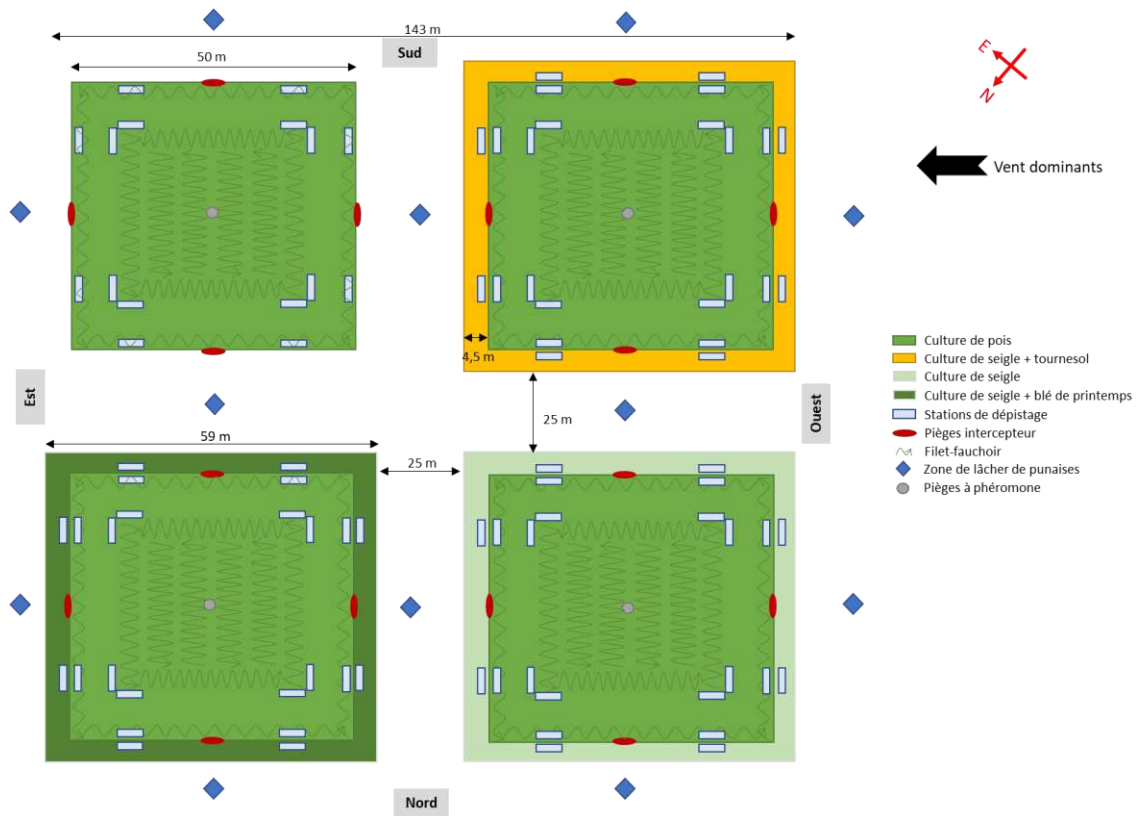 143 m
Sud
50 m
E
N
Vent dominants
4,5 m
Est
Ouest
25 m
59 m
25 m
Culture de pois
Culture de seigle + tournesol
Culture de seigle
Culture de seigle + blé de printemps
Stations de dépistage
Pièges intercepteur
Filet-fauchoir
Zone de lâcher de punaises
Pièges à phéromone
Nord